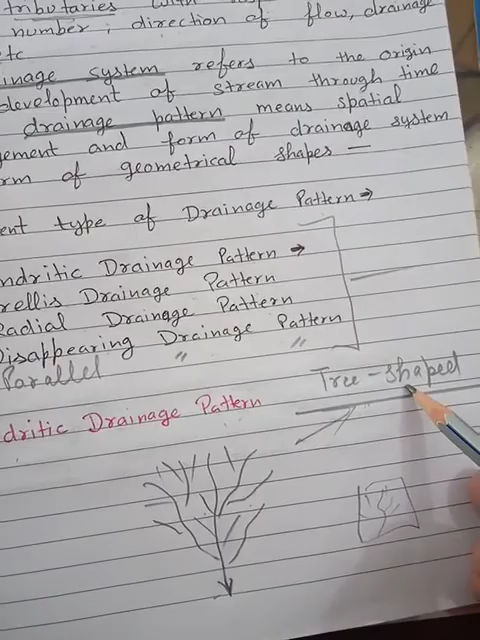 tributaries
number, direction of flow, drainage
etc
inage system refers to the origin
development of stream through time
drainage pattern means spatial
gement and form of drainage system
rm of geometrical shapes —
ent type of Drainage Pattern →
ndritic Drainage Pattern →
rellis Drainage Pattern
Radial Drainage Pattern
Disappearing Drainage Pattern
Parallel " "
Tree-shaped
dritic Drainage Pattern